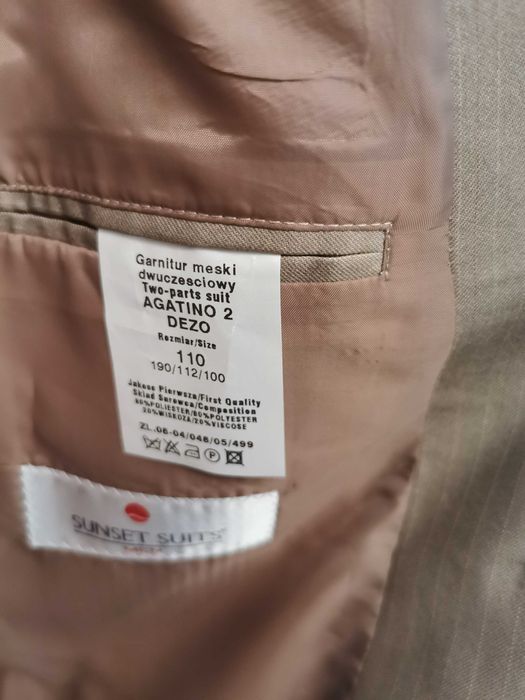 Garnitur meski
dwuczesciowy
Two-parts suit
AGATINO 2
DEZO
Rozmiar/Size
110
190/112/100
Jakosc Pierwsza/First Quality
Sklad Surowca/Composition
80%POLIESTER/80%POLYESTER
20%WISKOZA/20%VISCOSE
ZL.06-04/048/05/499
P
SUNSET SUITS